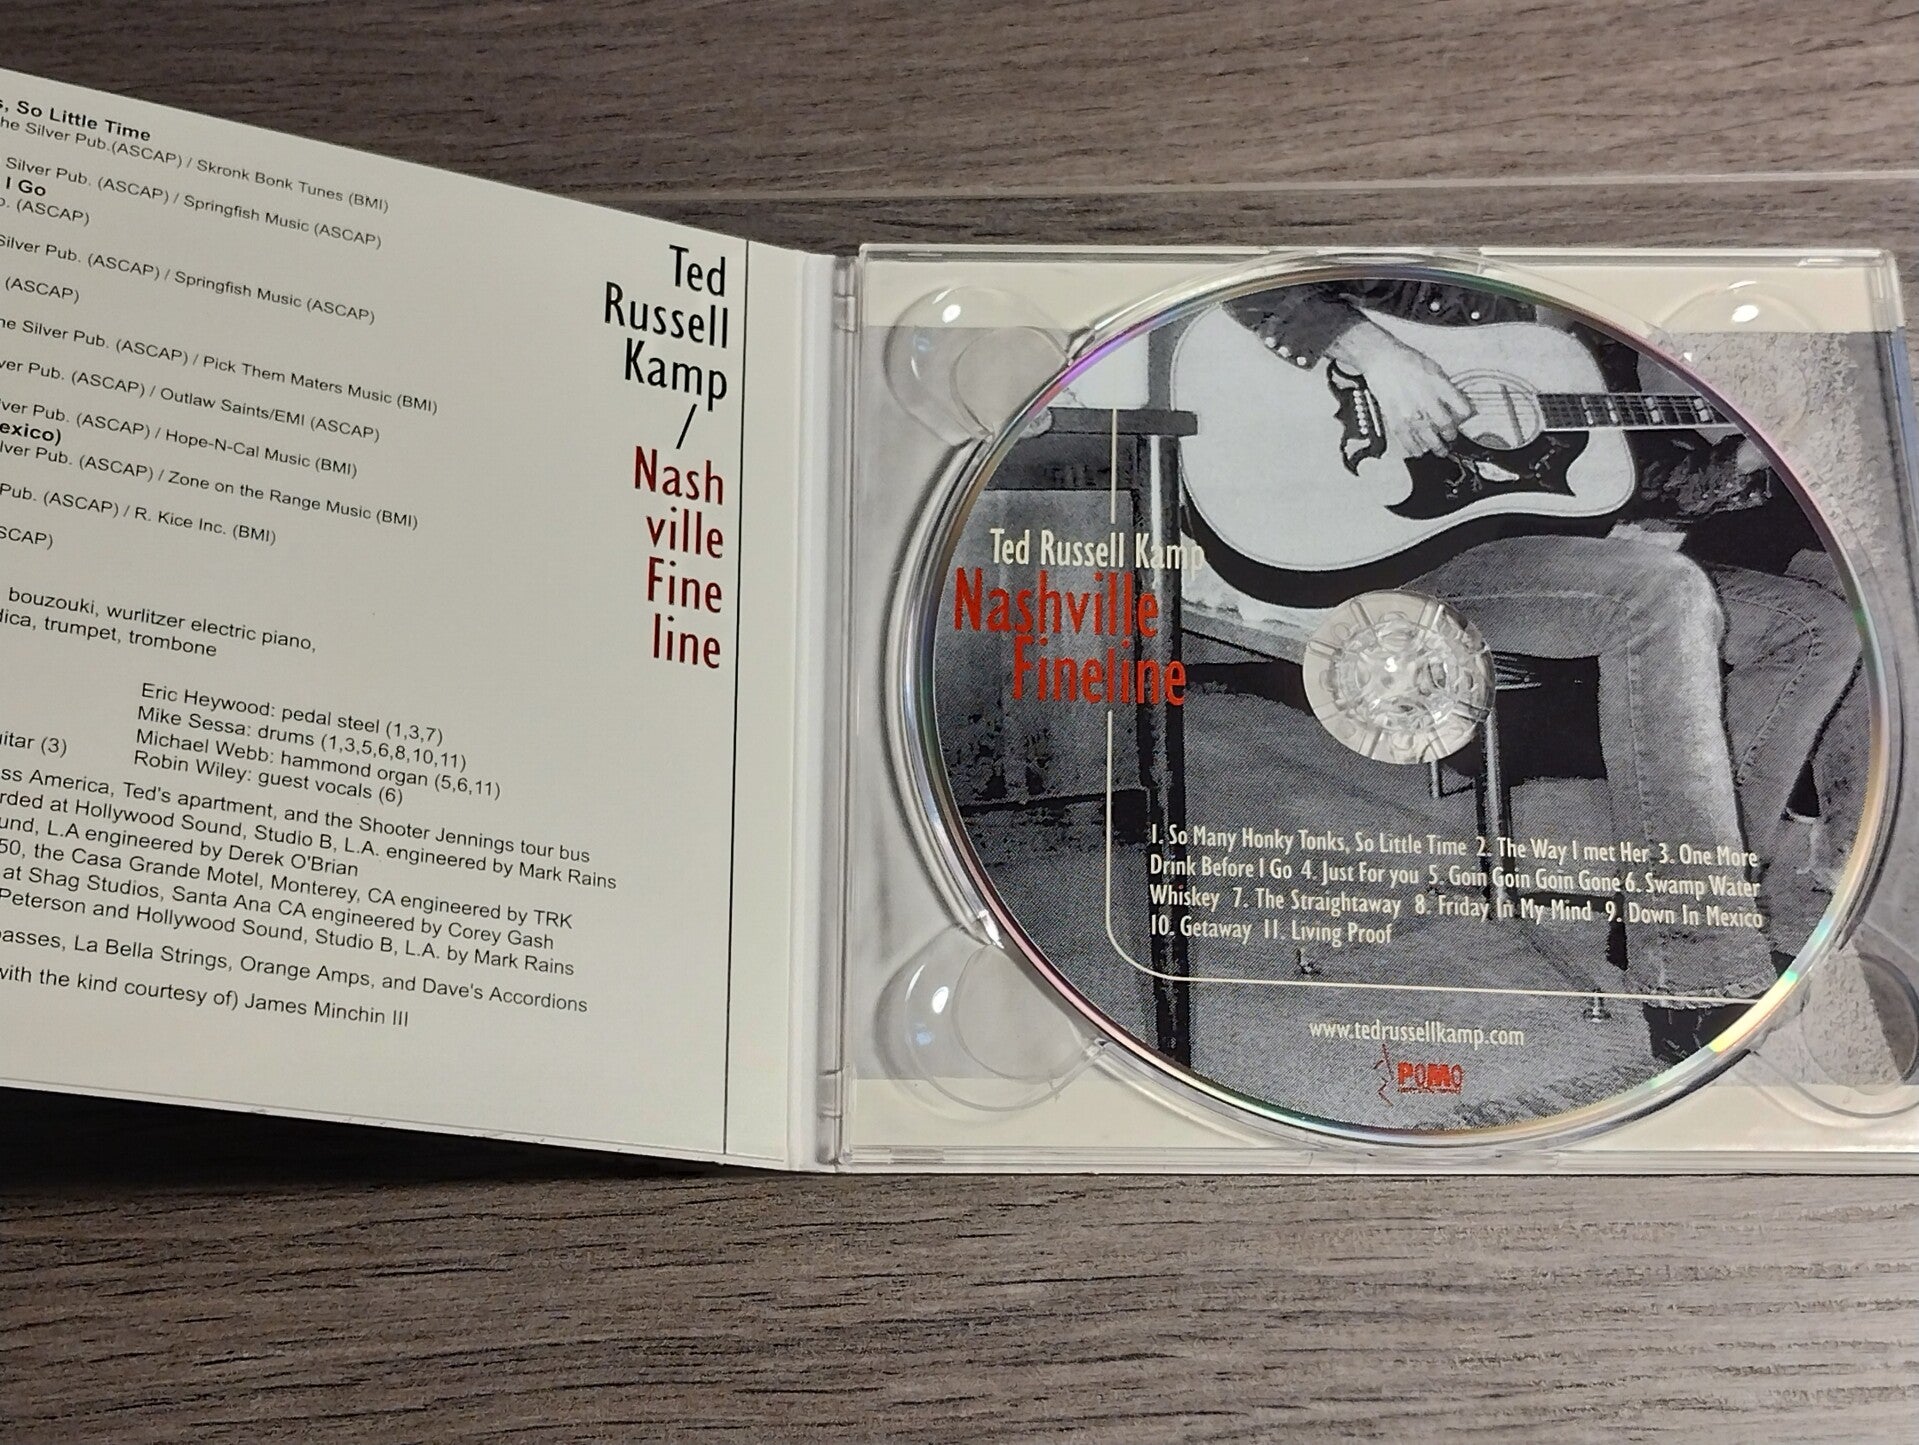 , So Little Time
he Silver Pub.(ASCAP) / Skronk Bonk Tunes (BMI)
Silver Pub. (ASCAP) / Springfish Music (ASCAP)
I Go
(ASCAP)
Silver Pub. (ASCAP) / Springfish Music (ASCAP)
(ASCAP)
he Silver Pub. (ASCAP) / Pick Them Maters Music (BMI)
ver Pub. (ASCAP) / Outlaw Saints/EMI (ASCAP)
ver Pub. (ASCAP) / Hope-N-Cal Music (BMI)
exico)
lver Pub. (ASCAP) / Zone on the Range Music (BMI)
Pub. (ASCAP) / R. Kice Inc. (BMI)
SCAP)
bouzouki, wurlitzer electric piano,
dica, trumpet, trombone
Eric Heywood: pedal steel (1,3,7)
Mike Sessa: drums (1,3,5,6,8,10,11)
itar (3)
Michael Webb: hammond organ (5,6,11)
Robin Wiley: guest vocals (6)
ss America, Ted's apartment, and the Shooter Jennings tour bus
rded at Hollywood Sound, Studio B, L.A. engineered by Mark Rains
und, L.A engineered by Derek O'Brian
50, the Casa Grande Motel, Monterey, CA engineered by TRK
at Shag Studios, Santa Ana CA engineered by Corey Gash
Peterson and Hollywood Sound, Studio B, L.A. by Mark Rains
asses, La Bella Strings, Orange Amps, and Dave's Accordions
with the kind courtesy of) James Minchin III
Ted
Russell
Kamp
/
Nash
ville
Fine
line
Ted Russell Kamp
Nashville
Fineline
1. So Many Honky Tonks, So Little Time 2. The Way I met Her 3. One More
Drink Before I Go 4. Just For you 5. Goin Goin Goin Gone 6. Swamp Water
Whiskey 7. The Straightaway 8. Friday In My Mind 9. Down In Mexico
10. Getaway 11. Living Proof
www.tedrussellkamp.com
POMO